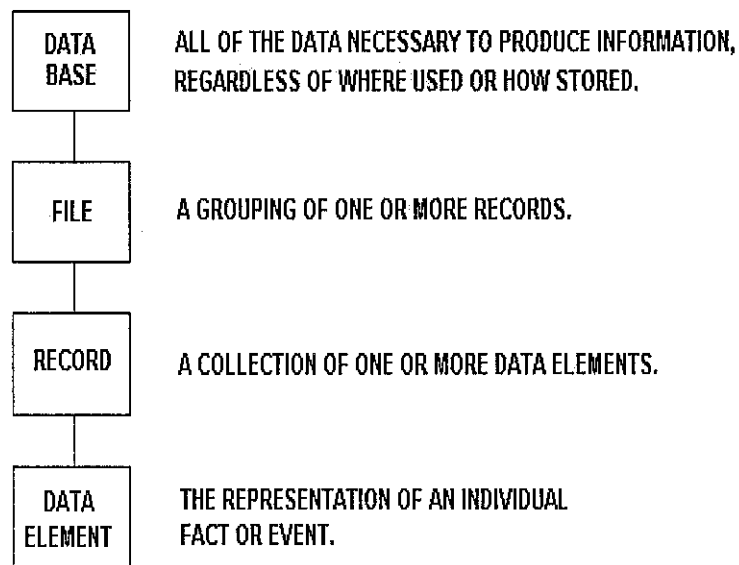 DATA
BASE
ALL OF THE DATA NECESSARY TO PRODUCE INFORMATION,
REGARDLESS OF WHERE USED OR HOW STORED.
FILE
A GROUPING OF ONE OR MORE RECORDS.
RECORD
A COLLECTION OF ONE OR MORE DATA ELEMENTS.
DATA
ELEMENT
THE REPRESENTATION OF AN INDIVIDUAL
FACT OR EVENT.